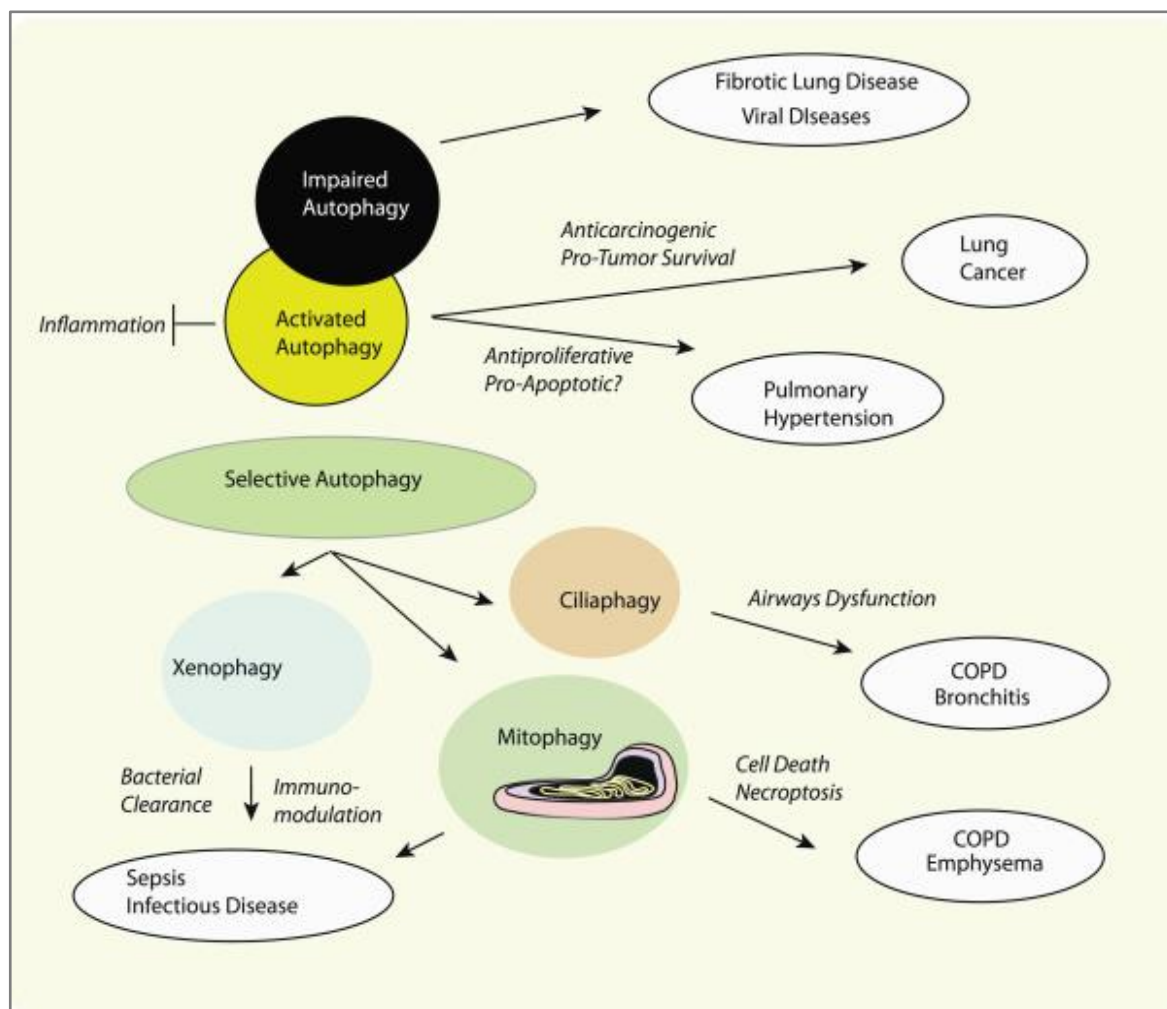 Fibrotic Lung Disease
Viral DIseases
Impaired
Autophagy
Anticarcinogenic
Pro-Tumor Survival
Lung
Cancer
Inflammation
Activated
Autophagy
Antiproliferative
Pro-Apoptotic?
Pulmonary
Hypertension
Selective Autophagy
Ciliaphagy
Airways Dysfunction
Xenophagy
COPD
Bronchitis
Mitophagy
Bacterial
Clearance
Immuno-
modulation
Cell Death
Necroptosis
COPD
Emphysema
Sepsis
Infectious Disease